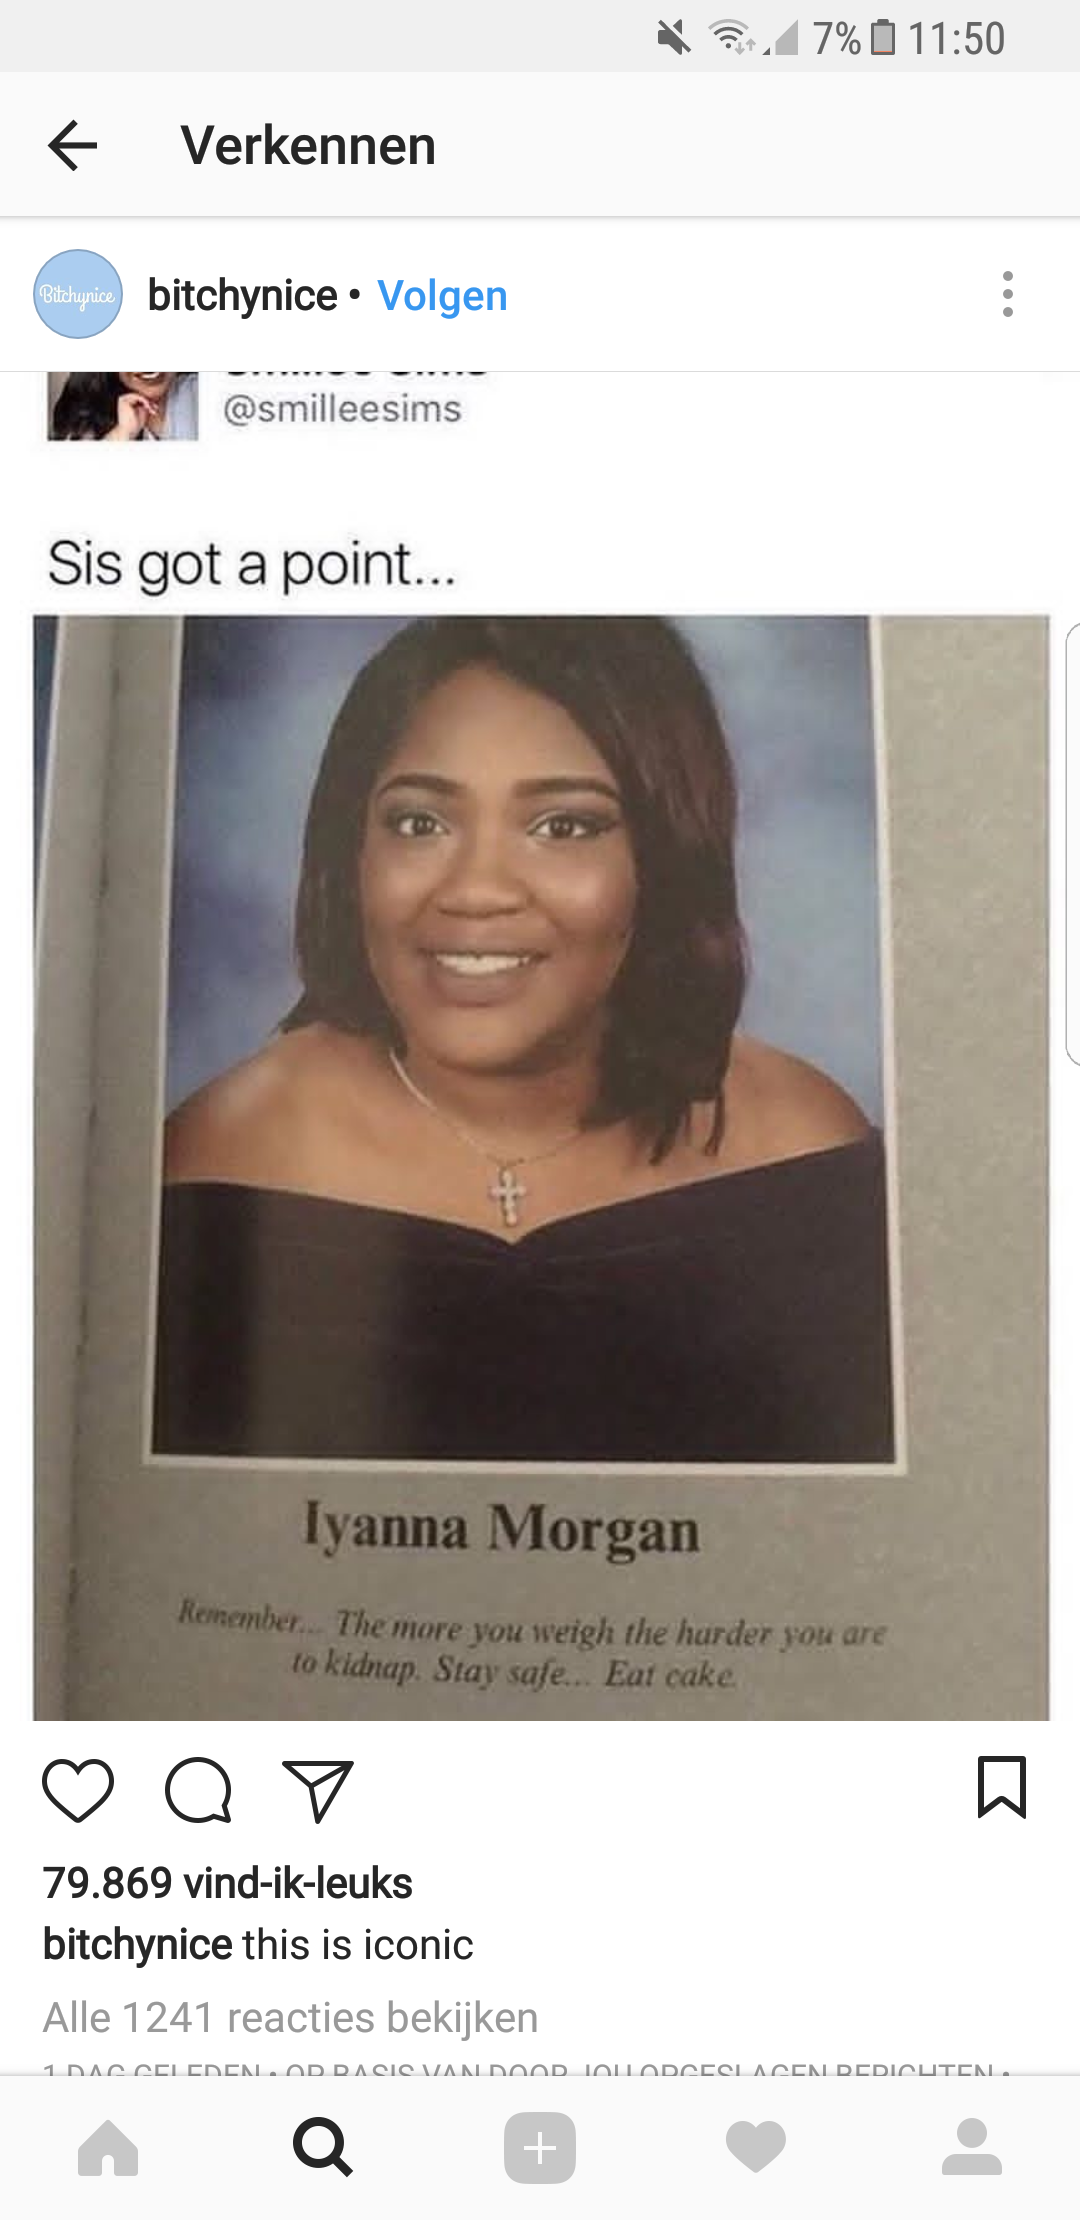 7% 11:50
Verkennen
Bitchynice
bitchynice • Volgen
@smilleesims
Sis got a point...
Iyanna Morgan
Remember... The more you weigh the harder you are
to kidnap. Stay safe... Eat cake.
79.869 vind-ik-leuks
bitchynice this is iconic
Alle 1241 reacties bekijken
1 DAG GELEDEN • OP BASIS VAN DOOR JOU OPGESLAGEN BERICHTEN •